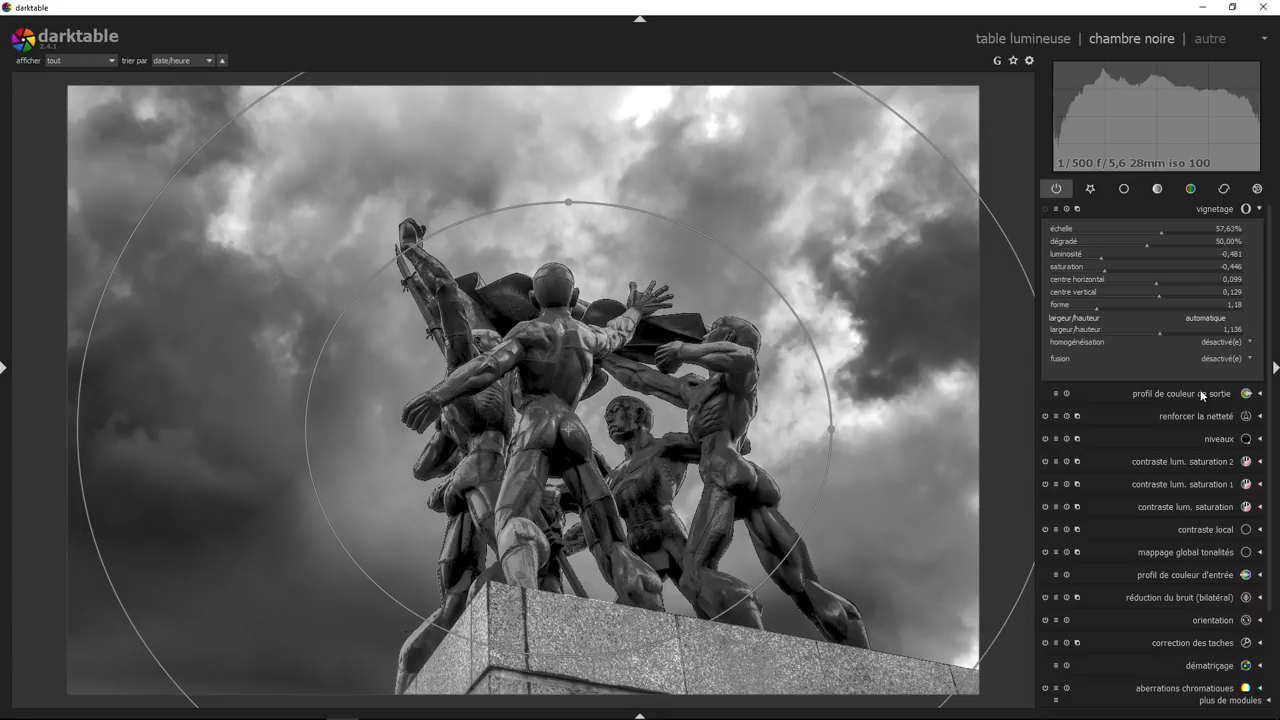 darktable
darktable
2.4.1
table lumineuse | chambre noire | autre
afficher tout trier par date/heure
G
1/500 f/5,6 28mm iso 100
vignetage
échelle 57,63%
dégradé 50,00%
luminosité -0,481
saturation -0,446
centre horizontal 0,099
centre vertical 0,129
forme 1,18
largeur/hauteur automatique
largeur/hauteur 1,136
homogénéisation désactivé(e)
fusion désactivé(e)
profil de couleur de sortie
renforcer la netteté
niveaux
contraste lum. saturation 2
contraste lum. saturation 1
contraste lum. saturation
contraste local
mappage global tonalités
profil de couleur d'entrée
réduction du bruit (bilatéral)
orientation
correction des taches
dématriçage
aberrations chromatiques
plus de modules